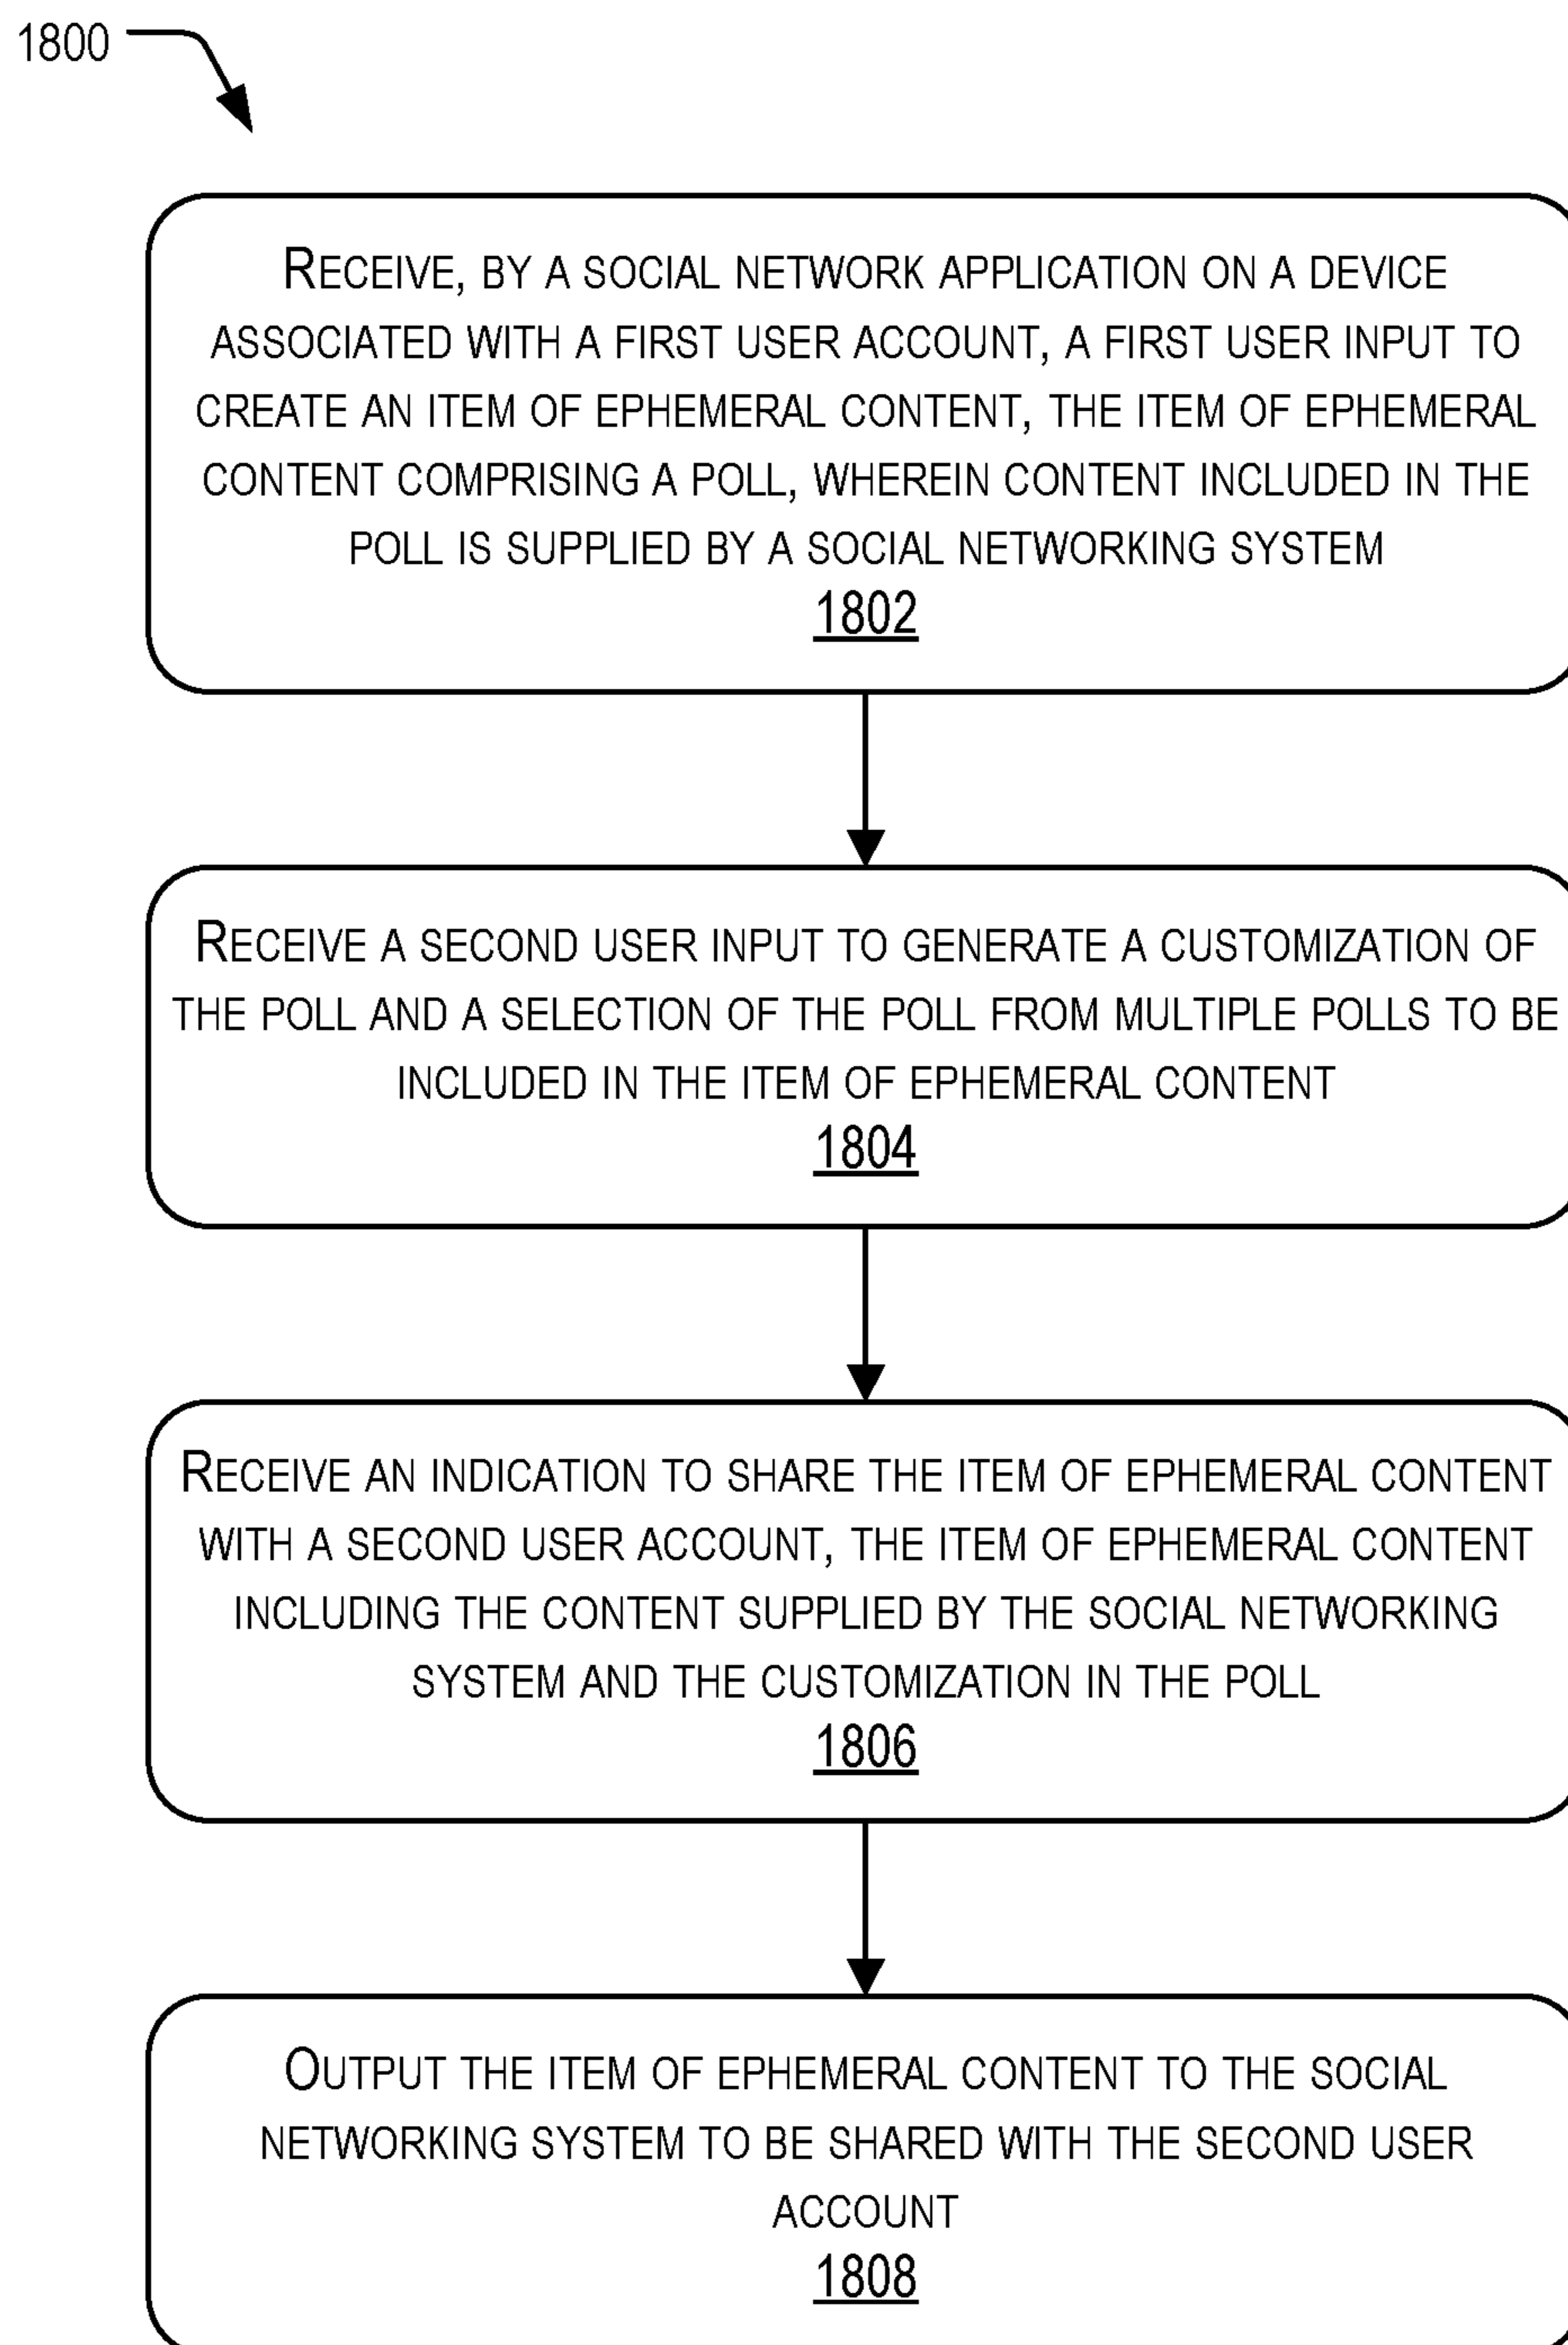 1800
RECEIVE, BY A SOCIAL NETWORK APPLICATION ON A DEVICE
ASSOCIATED WITH A FIRST USER ACCOUNT, A FIRST USER INPUT TO
CREATE AN ITEM OF EPHEMERAL CONTENT, THE ITEM OF EPHEMERAL
CONTENT COMPRISING A POLL, WHEREIN CONTENT INCLUDED IN THE
POLL IS SUPPLIED BY A SOCIAL NETWORKING SYSTEM
1802
RECEIVE A SECOND USER INPUT TO GENERATE A CUSTOMIZATION OF
THE POLL AND A SELECTION OF THE POLL FROM MULTIPLE POLLS TO BE
INCLUDED IN THE ITEM OF EPHEMERAL CONTENT
1804
RECEIVE AN INDICATION TO SHARE THE ITEM OF EPHEMERAL CONTENT
WITH A SECOND USER ACCOUNT, THE ITEM OF EPHEMERAL CONTENT
INCLUDING THE CONTENT SUPPLIED BY THE SOCIAL NETWORKING
SYSTEM AND THE CUSTOMIZATION IN THE POLL
1806
OUTPUT THE ITEM OF EPHEMERAL CONTENT TO THE SOCIAL
NETWORKING SYSTEM TO BE SHARED WITH THE SECOND USER
ACCOUNT
1808